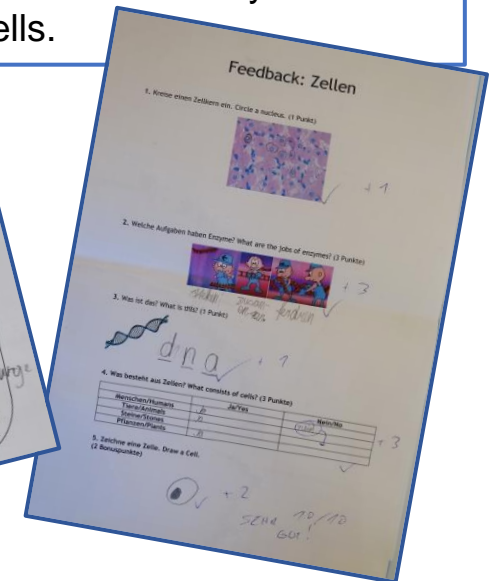 ells.
Feedback: Zellen
1. Kreise einen Zellkern ein. Circle a nucleus. (1 Punkt)
+ 1
2. Welche Aufgaben haben Enzyme? What are the jobs of enzymes? (3 Punkte)
+ 3
3. Was ist das? What is this? (1 Punkt)
dna + 1
4. Was besteht aus Zellen? What consists of cells? (3 Punkte)
Ja/Yes Nein/No
Menschen/Humans
Tiere/Animals
Steine/Stones
Pflanzen/Plants
+ 3
5. Zeichne eine Zelle. Draw a Cell.
(2 Bonuspunkte)
+ 2
SEHR 10/10
GUT!